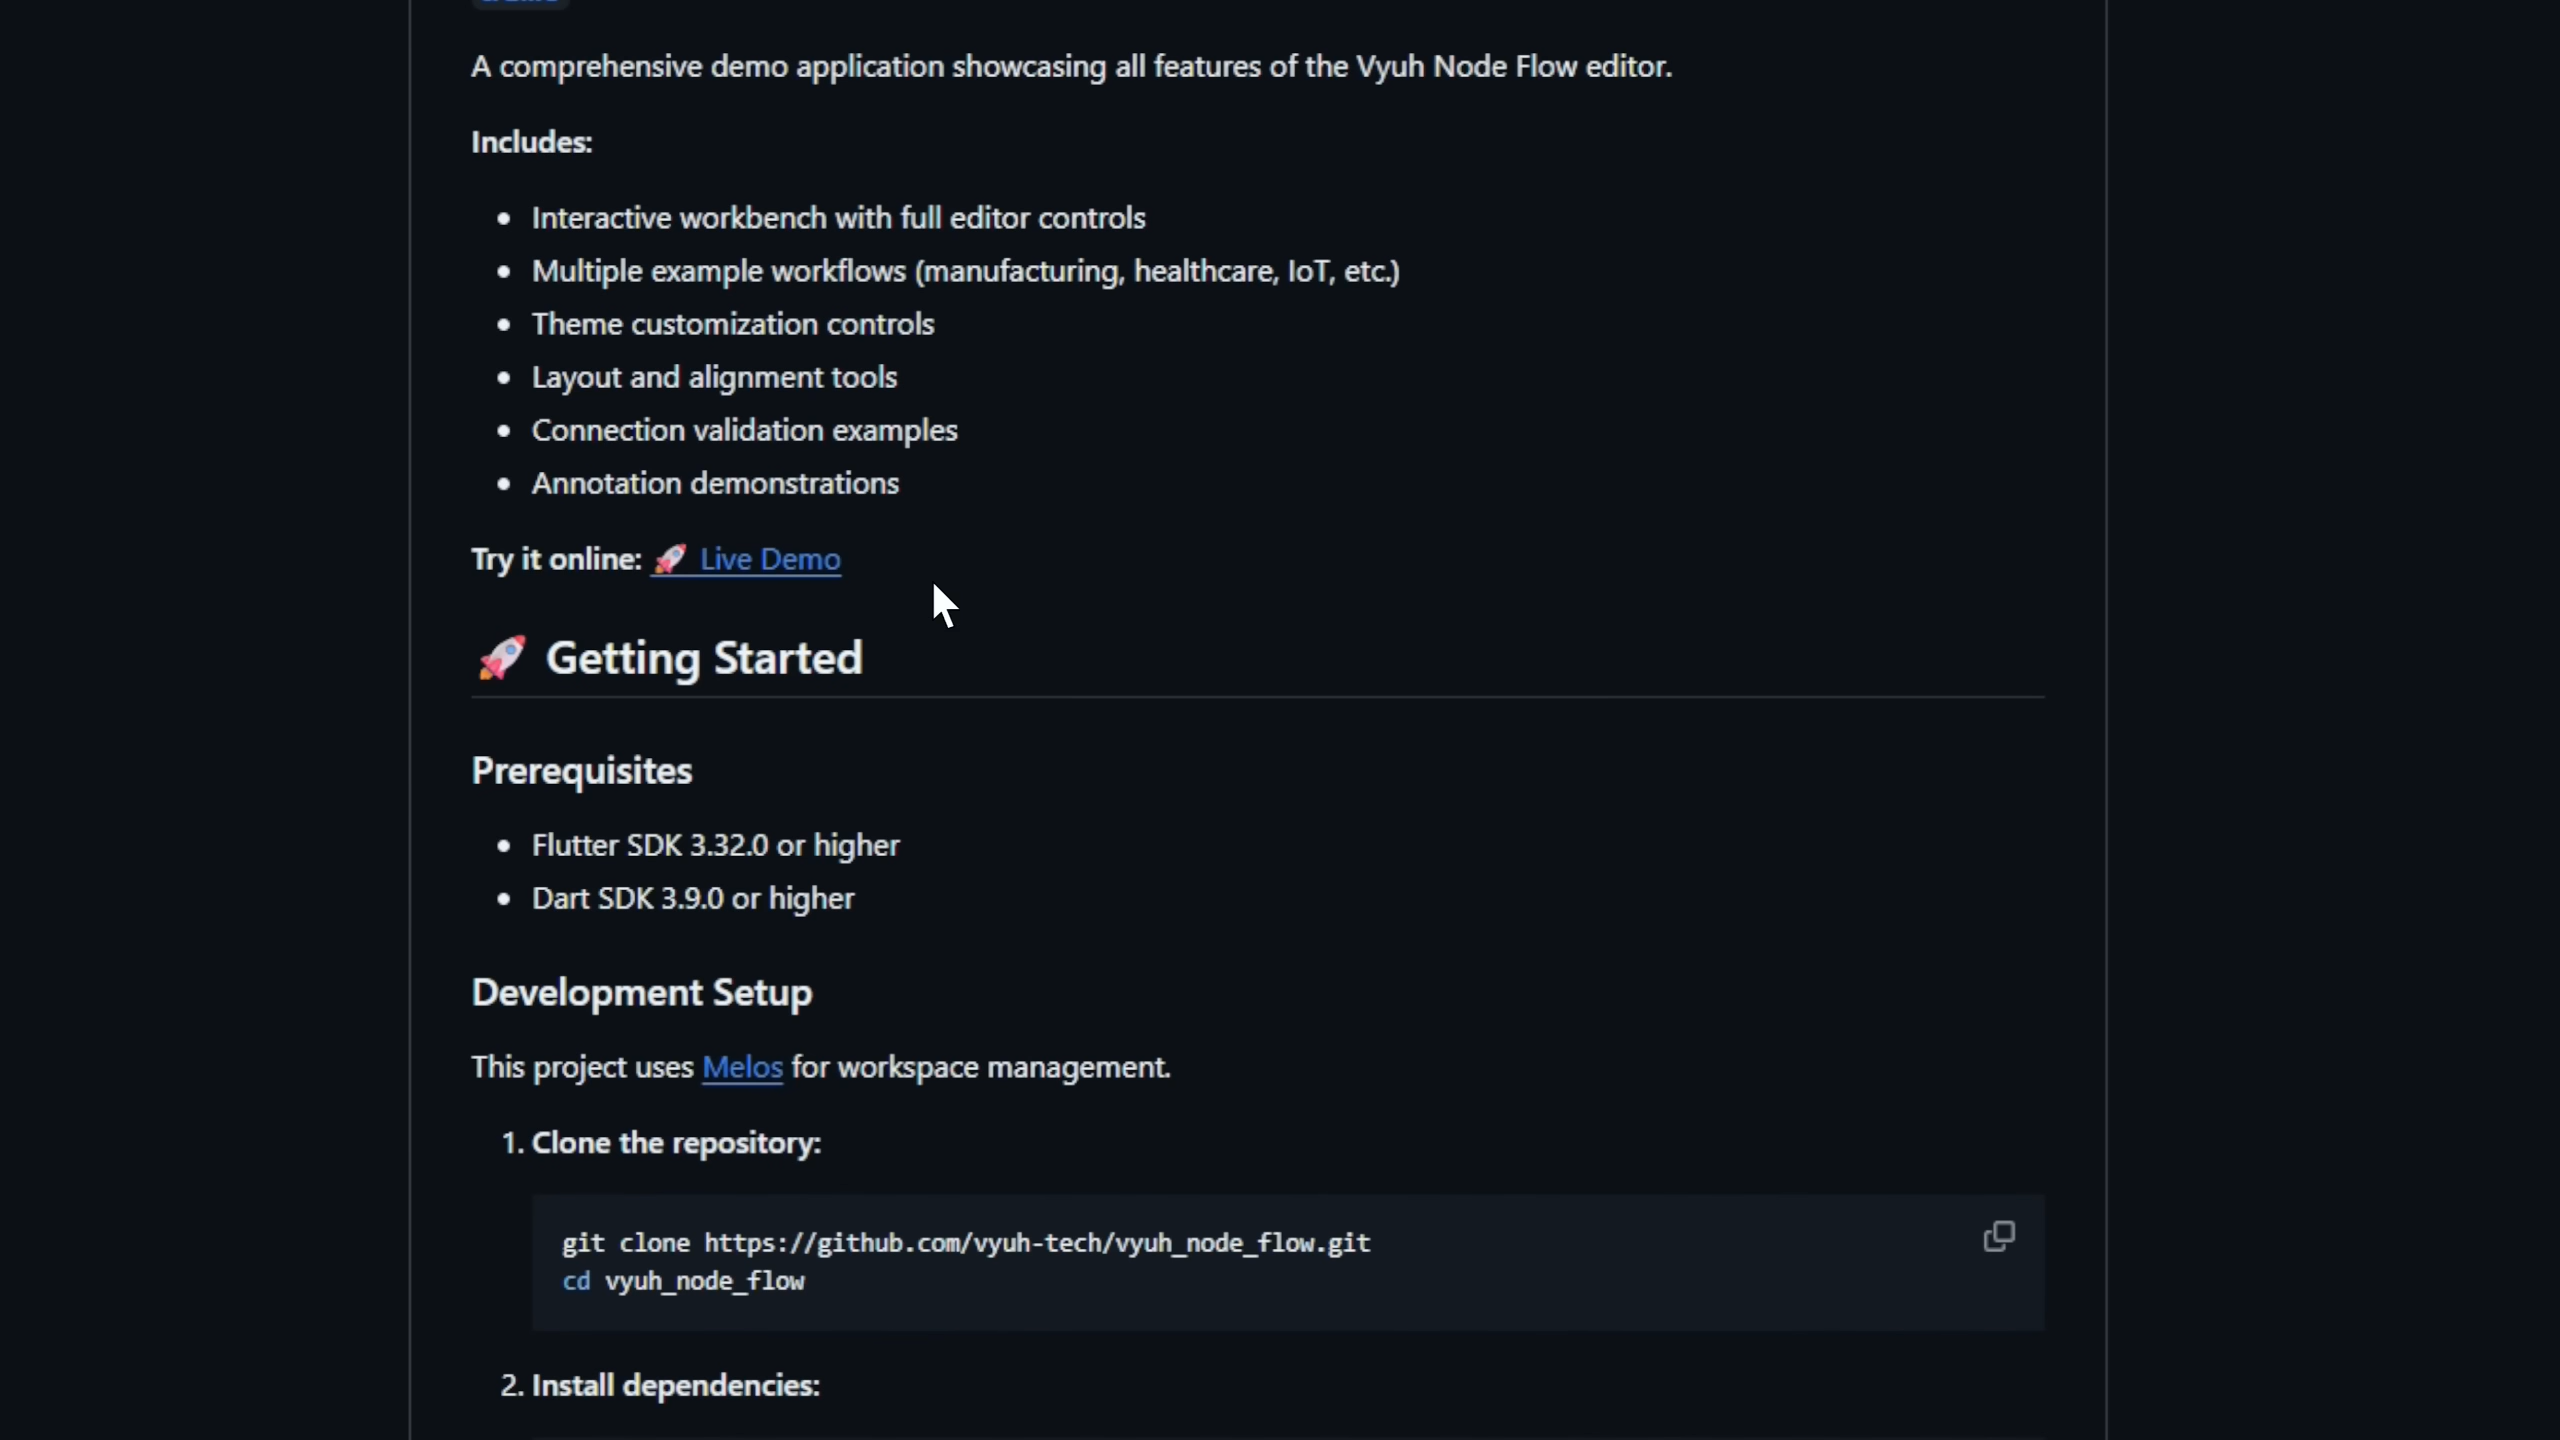 A comprehensive demo application showcasing all features of the Vyuh Node Flow editor.
Includes:
• Interactive workbench with full editor controls
• Multiple example workflows (manufacturing, healthcare, IoT, etc.)
• Theme customization controls
• Layout and alignment tools
• Connection validation examples
• Annotation demonstrations
Try it online: 🚀 Live Demo
🚀 Getting Started
Prerequisites
• Flutter SDK 3.32.0 or higher
• Dart SDK 3.9.0 or higher
Development Setup
This project uses Melos for workspace management.
1. Clone the repository:
git clone https://github.com/vyuh-tech/vyuh_node_flow.git
cd vyuh_node_flow
2. Install dependencies: